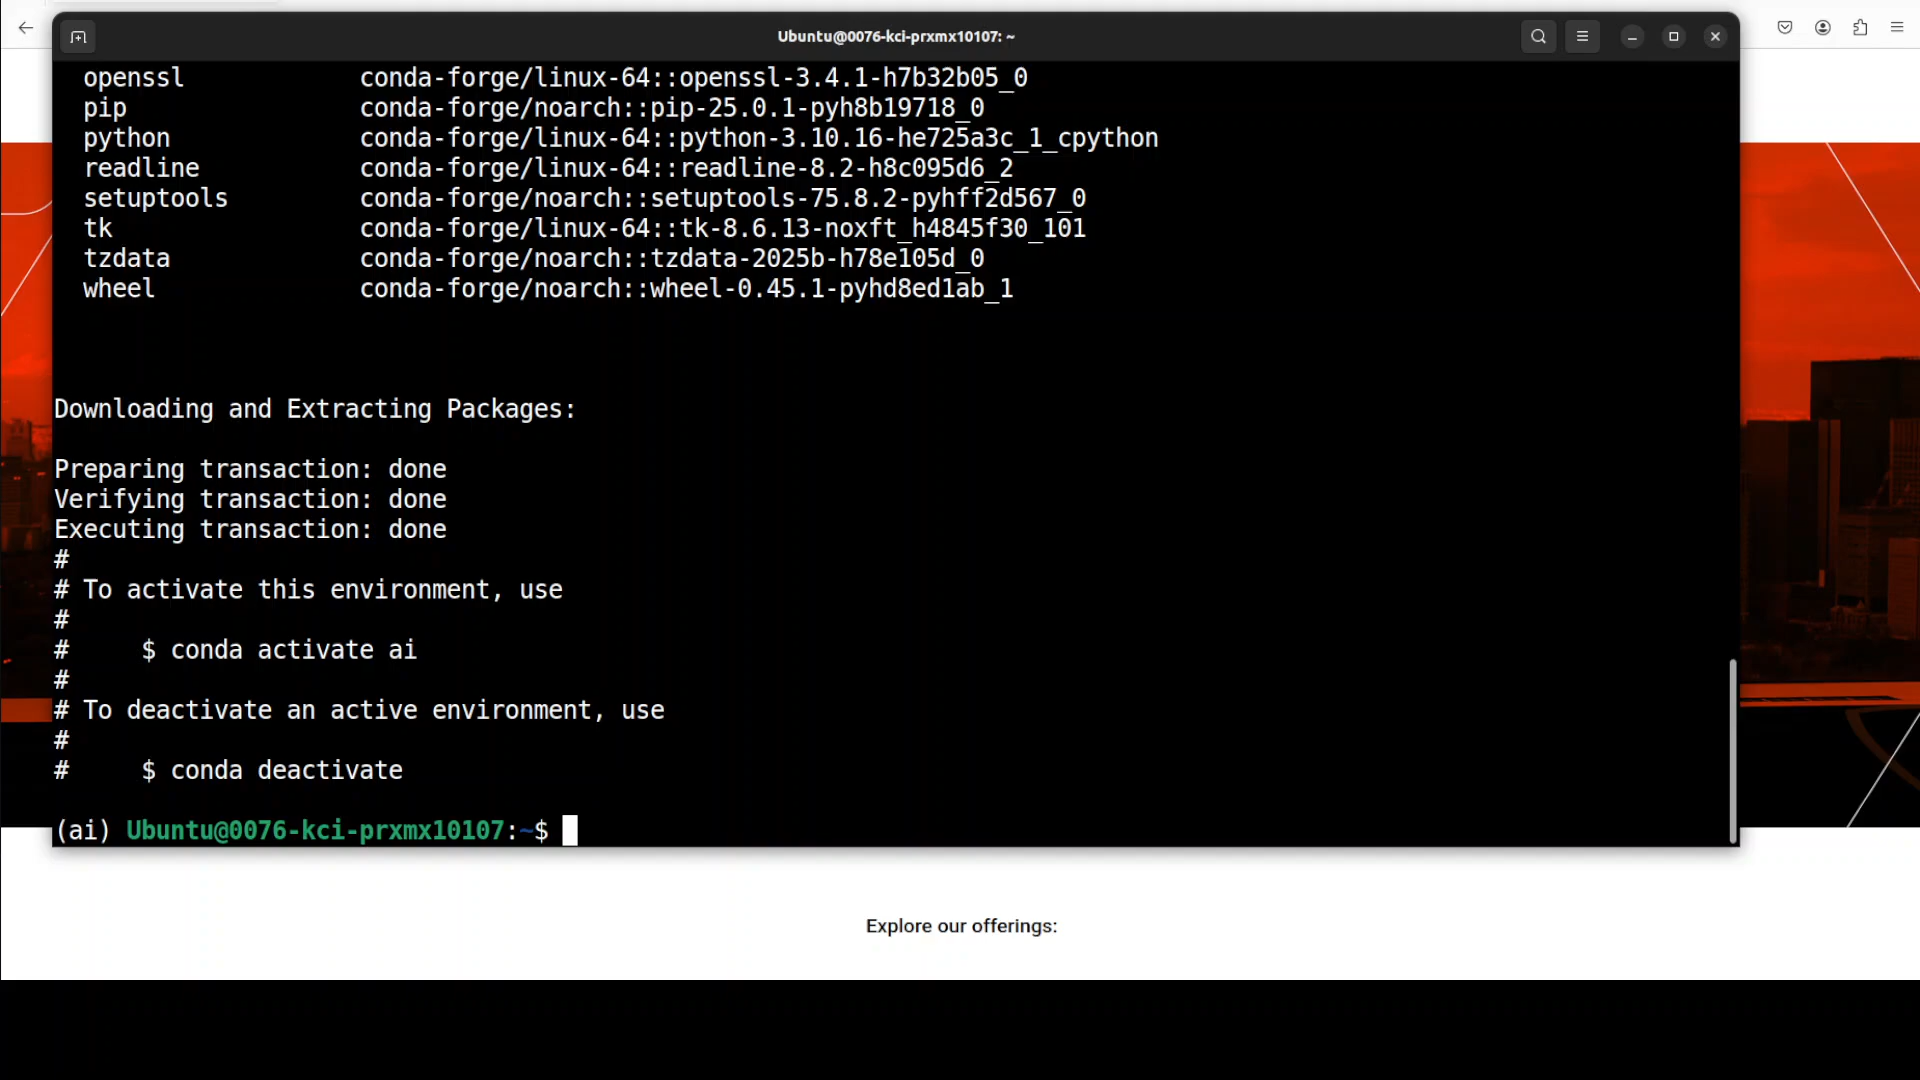 Ubuntu@0076-kci-prxmx10107: ~
openssl conda-forge/linux-64::openssl-3.4.1-h7b32b05_0
pip conda-forge/noarch::pip-25.0.1-pyh8b19718_0
python conda-forge/linux-64::python-3.10.16-he725a3c_1_cpython
readline conda-forge/linux-64::readline-8.2-h8c095d6_2
setuptools conda-forge/noarch::setuptools-75.8.2-pyhff2d567_0
tk conda-forge/linux-64::tk-8.6.13-noxft_h4845f30_101
tzdata conda-forge/noarch::tzdata-2025b-h78e105d_0
wheel conda-forge/noarch::wheel-0.45.1-pyhd8ed1ab_1
Downloading and Extracting Packages:
Preparing transaction: done
Verifying transaction: done
Executing transaction: done
#
# To activate this environment, use
#
#     $ conda activate ai
#
# To deactivate an active environment, use
#
#     $ conda deactivate
(ai) Ubuntu@0076-kci-prxmx10107:~$
Explore our offerings: